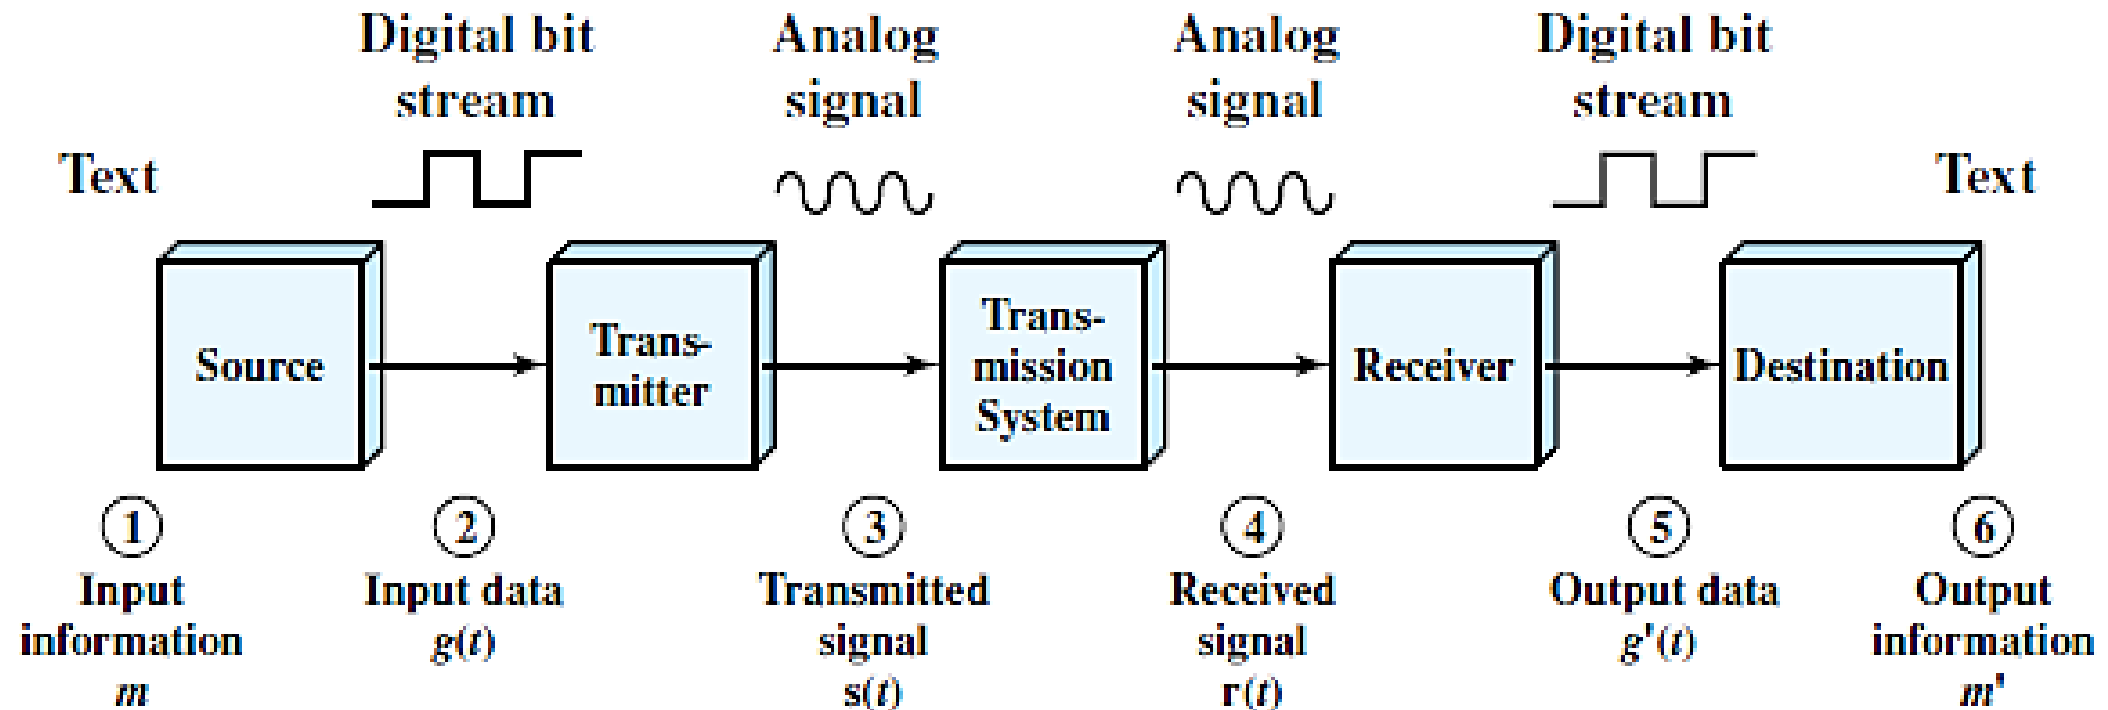 Digital bit
stream
Analog
signal
Analog
signal
Digital bit
stream
Text
Text
Source
Trans-
mitter
Trans-
mission
System
Receiver
Destination
1
Input
information
m
2
Input data
g(t)
3
Transmitted
signal
s(t)
4
Received
signal
r(t)
5
Output data
g'(t)
6
Output
information
m'